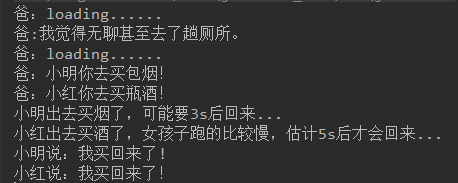 爸：loading......
爸:我觉得无聊甚至去了趟厕所。
爸：loading......
爸：小明你去买包烟!
爸：小红你去买瓶酒!
小明出去买烟了，可能要3s后回来...
小红出去买酒了，女孩子跑的比较慢，估计5s后才会回来...
小明说：我买回来了!
小红说：我买回来了!